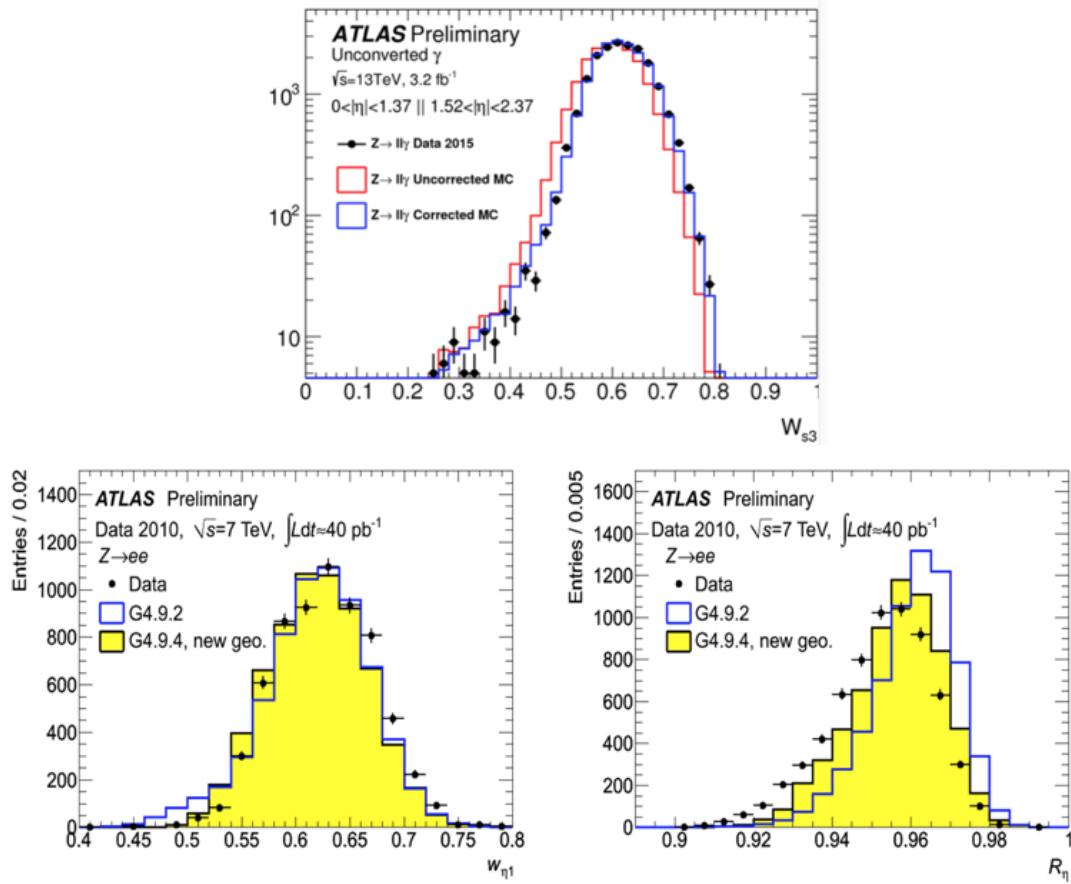 ATLAS Preliminary
Unconverted γ
√s=13TeV, 3.2 fb⁻¹
0<|η|<1.37 || 1.52<|η|<2.37
Z→ llγ Data 2015
Z→ llγ Uncorrected MC
Z→ llγ Corrected MC
10³
10²
10
0 0.1 0.2 0.3 0.4 0.5 0.6 0.7 0.8 0.9 1
W_s3
Entries / 0.02
1400
1200
1000
800
600
400
200
0
ATLAS Preliminary
Data 2010, √s=7 TeV, ∫Ldt≈40 pb⁻¹
Z→ee
Data
G4.9.2
G4.9.4, new geo.
0.4 0.45 0.5 0.55 0.6 0.65 0.7 0.75 0.8
w_η1
Entries / 0.005
1600
1400
1200
1000
800
600
400
200
0
ATLAS Preliminary
Data 2010, √s=7 TeV, ∫Ldt≈40 pb⁻¹
Z→ee
Data
G4.9.2
G4.9.4, new geo.
0.9 0.92 0.94 0.96 0.98 1
R_η